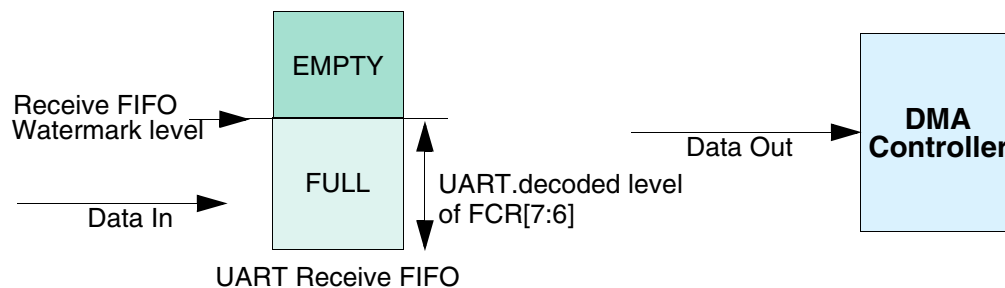 EMPTY
Receive FIFO
Watermark level
FULL
Data In
UART.decoded level
of FCR[7:6]
UART Receive FIFO
Data Out
DMA
Controller